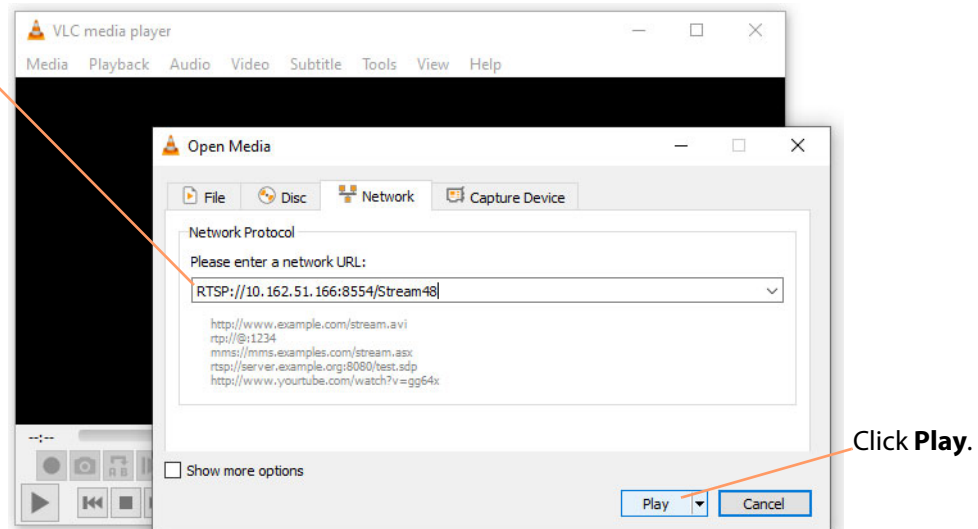 VLC media player
Media Playback Audio Video Subtitle Tools View Help
Open Media
File Disc Network Capture Device
Network Protocol
Please enter a network URL:
RTSP://10.162.51.166:8554/Stream48
http://www.example.com/stream.avi
rtp://@:1234
mms://mms.examples.com/stream.asx
rtsp://server.example.org:8080/test.sdp
http://www.yourtube.com/watch?v=gg64x
--:--
Show more options
Click Play.
Play Cancel